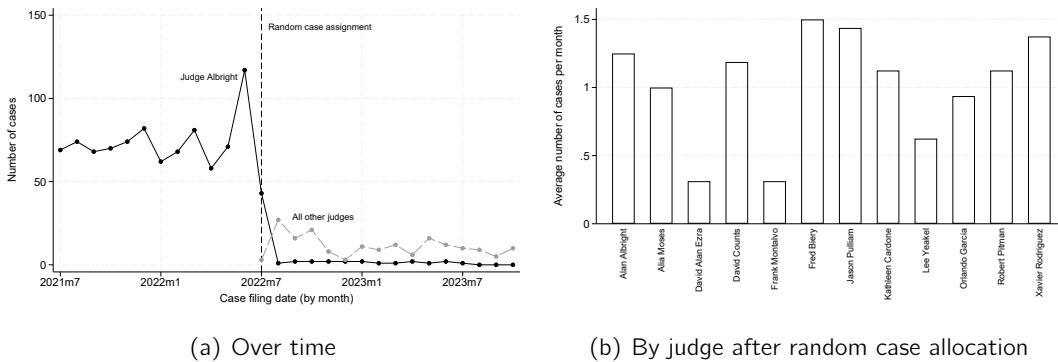 150
100
50
0
Number of cases
Random case assignment
Judge Albright
All other judges
2021m7
2022m1
2022m7
2023m1
2023m7
Case filing date (by month)
(a) Over time
1.5
1
.5
0
Average number of cases per month
Alan Albright
Alia Moses
David Alan Ezra
David Counts
Frank Montalvo
Fred Biery
Jason Pulliam
Kathleen Cardone
Lee Yeakel
Orlando Garcia
Robert Pitman
Xavier Rodriguez
(b) By judge after random case allocation